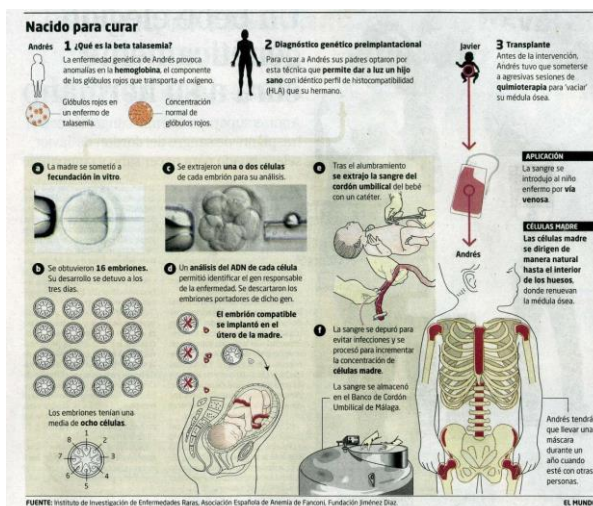 Nacido para curar
Andrés
1 ¿Qué es la beta talasemia?
La enfermedad genética de Andrés provoca
anomalías en la hemoglobina, el componente
de los glóbulos rojos que transporta el oxígeno.
Glóbulos rojos en
un enfermo de
talasemia.
Concentración
normal de
glóbulos rojos.
2 Diagnóstico genético preimplantacional
Para curar a Andrés sus padres optaron por
esta técnica que permite dar a luz un hijo
sano con idéntico perfil de histocompatibilidad
(HLA) que su hermano.
Javier
3 Transplante
Antes de la intervención,
Andrés tuvo que someterse
a agresivas sesiones de
quimioterapia para 'vaciar'
su médula ósea.
a La madre se sometió a
fecundación in vitro.
b Se obtuvieron 16 embriones.
Su desarrollo se detuvo a los
tres días.
Los embriones tenían una
media de ocho células.
1
2
3
4
5
6
7
8
c Se extrajeron una o dos células
de cada embrión para su análisis.
d Un análisis del ADN de cada célula
permitió identificar el gen responsable
de la enfermedad. Se descartaron los
embriones portadores de dicho gen.
El embrión compatible
se implantó en el
útero de la madre.
e Tras el alumbramiento
se extrajo la sangre del
cordón umbilical del bebé
con un catéter.
f La sangre se depuró para
evitar infecciones y se
procesó para incrementar
la concentración de
células madre.
La sangre se almacenó
en el Banco de Cordón
Umbilical de Málaga.
APLICACIÓN
La sangre se
introdujo al niño
enfermo por vía
venosa.
CÉLULAS MADRE
Las células madre
se dirigen de
manera natural
hasta el interior
de los huesos,
donde renuevan
la médula ósea.
Andrés
Andrés tendrá
que llevar una
máscara
durante un
año cuando
esté con otras
personas.
FUENTE: Instituto de Investigación de Enfermedades Raras, Asociación Española de Anemia de Fanconi, Fundación Jiménez Díaz.
EL MUNDO